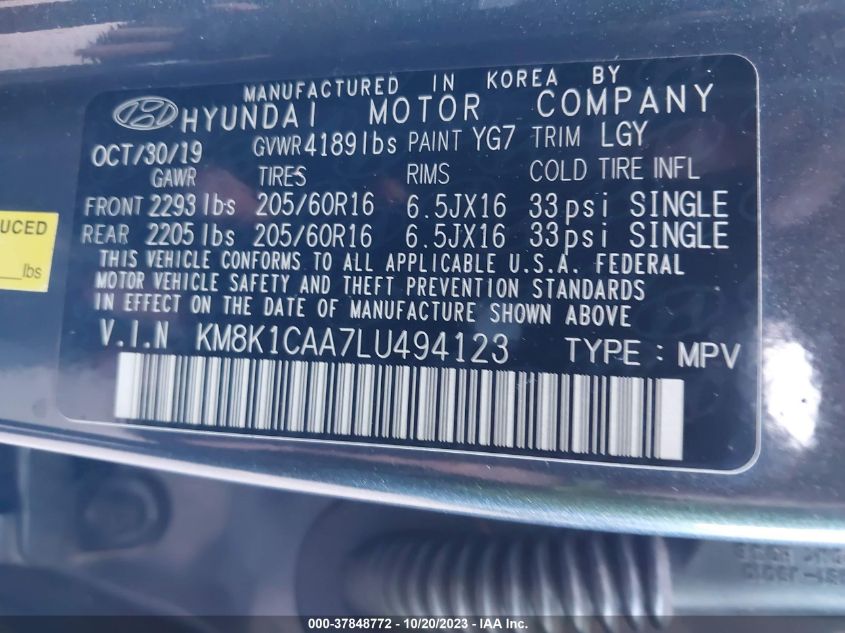 MANUFACTURED IN KOREA BY
HYUNDAI MOTOR COMPANY
OCT/30/19 GVWR 4189 lbs PAINT YG7 TRIM LGY
GAWR TIRES RIMS COLD TIRE INFL
FRONT 2293 lbs 205/60R16 6.5JX16 33psi SINGLE
REAR 2205 lbs 205/60R16 6.5JX16 33psi SINGLE
THIS VEHICLE CONFORMS TO ALL APPLICABLE U.S.A. FEDERAL
MOTOR VEHICLE SAFETY AND THEFT PREVENTION STANDARDS
IN EFFECT ON THE DATE OF MANUFACTURE SHOWN ABOVE
V.I.N KM8K1CAA7LU494123 TYPE : MPV
UCED
lbs
000-37848772 - 10/20/2023 - IAA Inc.